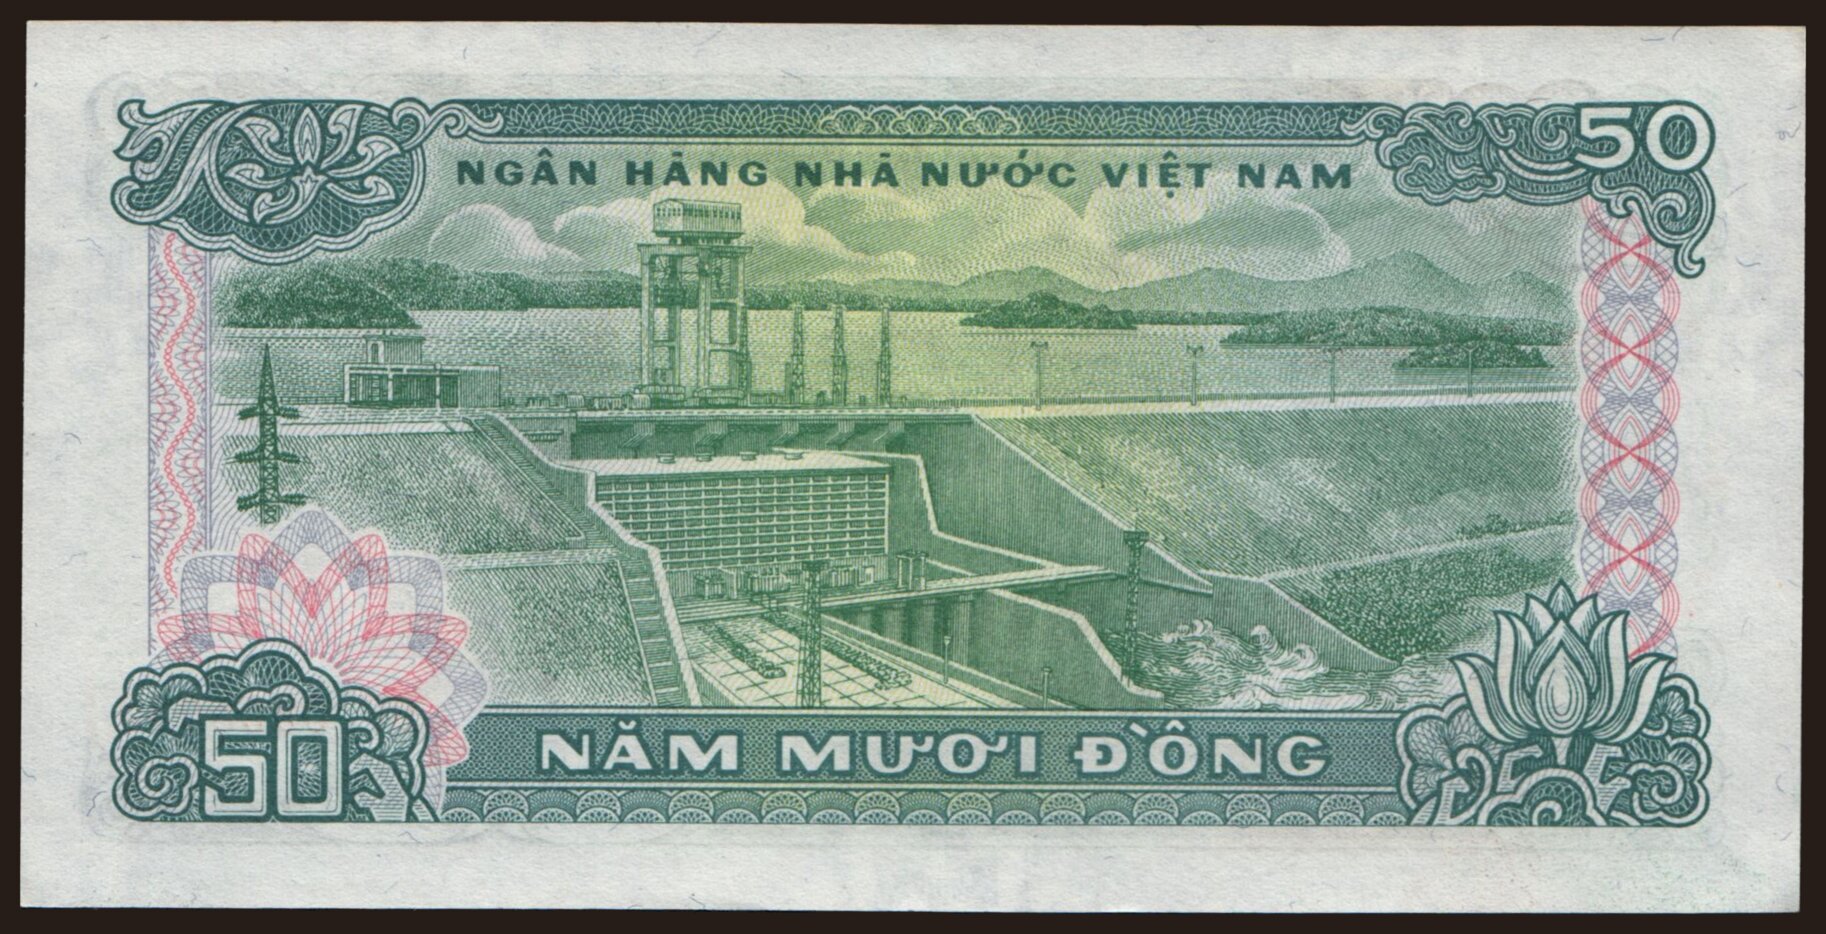 50
NGÂN HÀNG NHÀ NƯỚC VIỆT NAM
NĂM MƯƠI ĐỒNG
50